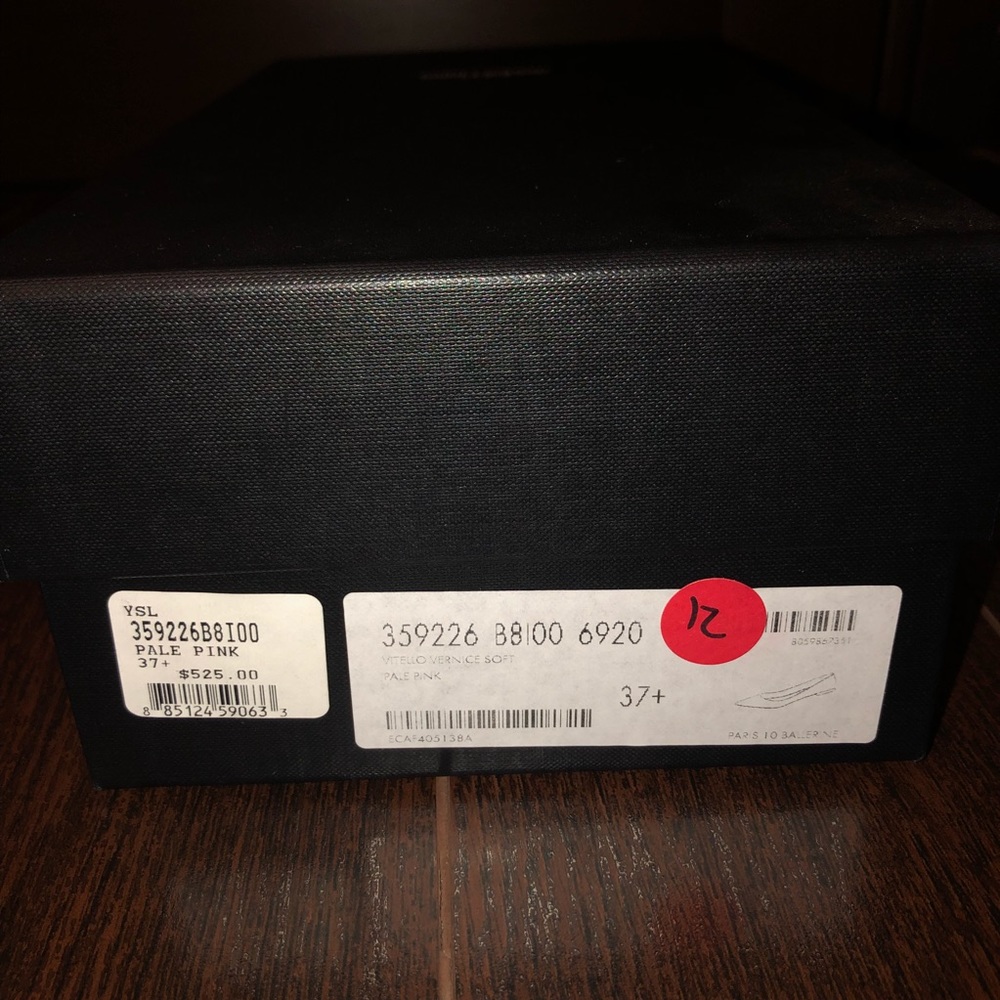 YSL
359226B8I00
PALE PINK
37+
$525.00
8 85124 59063 3
359226 B8I00 6920
VITELLO VERNICE SOFT
PALE PINK
37+
ECAF405138A
PARIS 10 BALLERINE
12